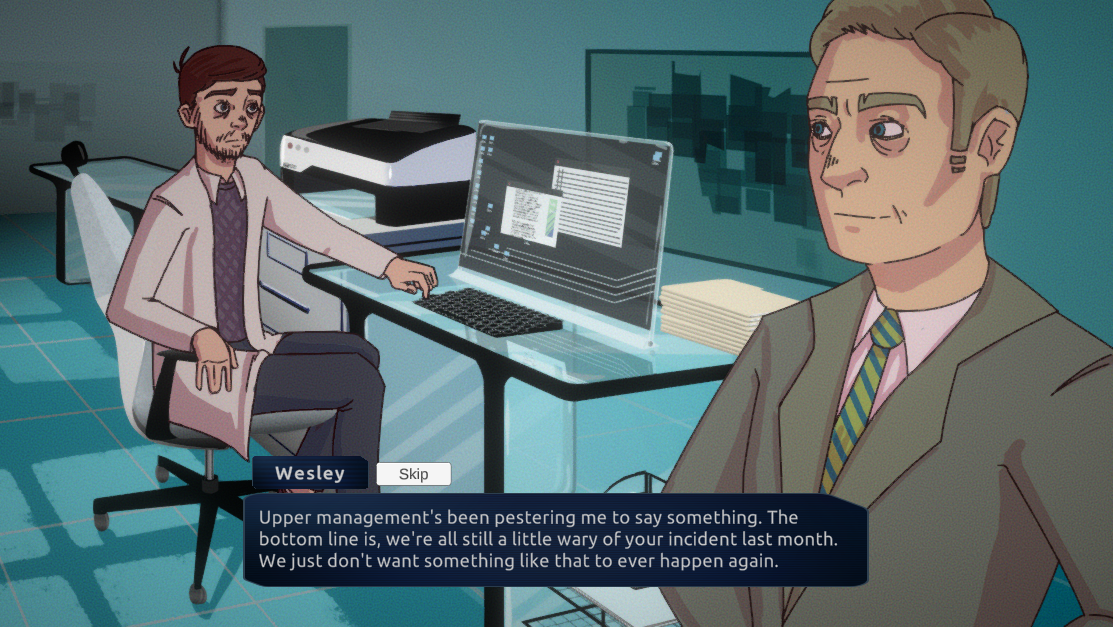 Wesley
Skip
Upper management's been pestering me to say something. The
bottom line is, we're all still a little wary of your incident last month.
We just don't want something like that to ever happen again.